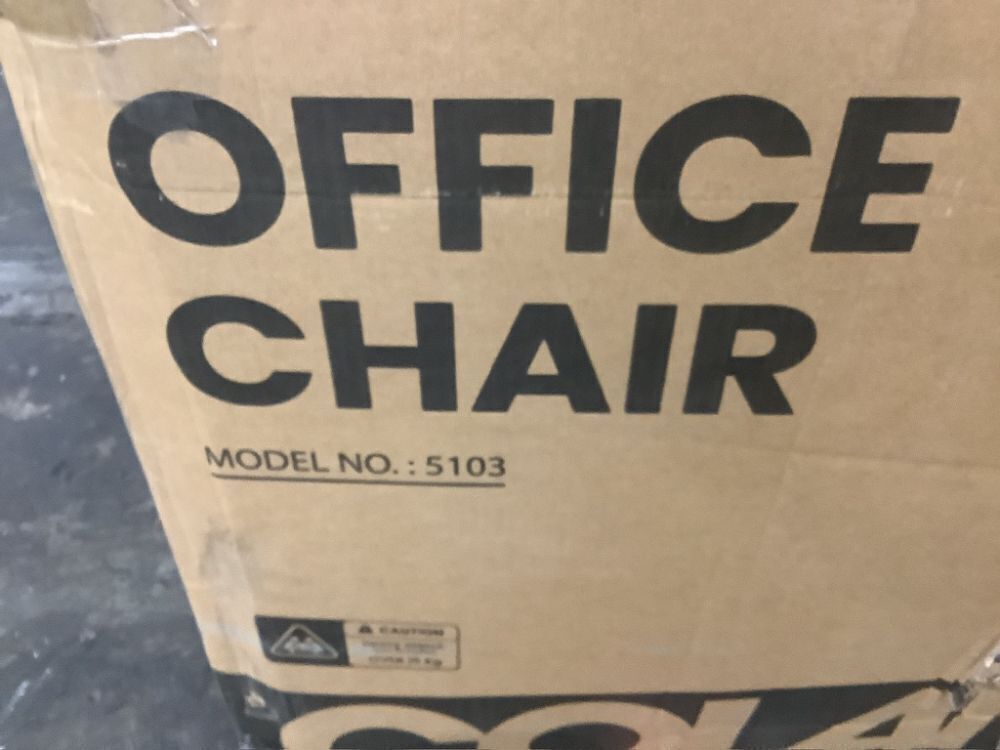 OFFICE
CHAIR
MODEL NO. : 5103
CAUTION